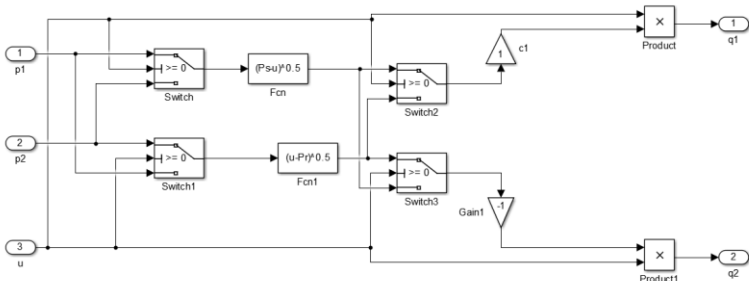 1
p1
2
p2
3
u
>= 0
Switch
>= 0
Switch1
(Ps-u)^0.5
Fcn
(u-Pr)^0.5
Fcn1
>= 0
Switch2
>= 0
Switch3
1
c1
-1
Gain1
×
Product
×
Product1
1
q1
2
q2